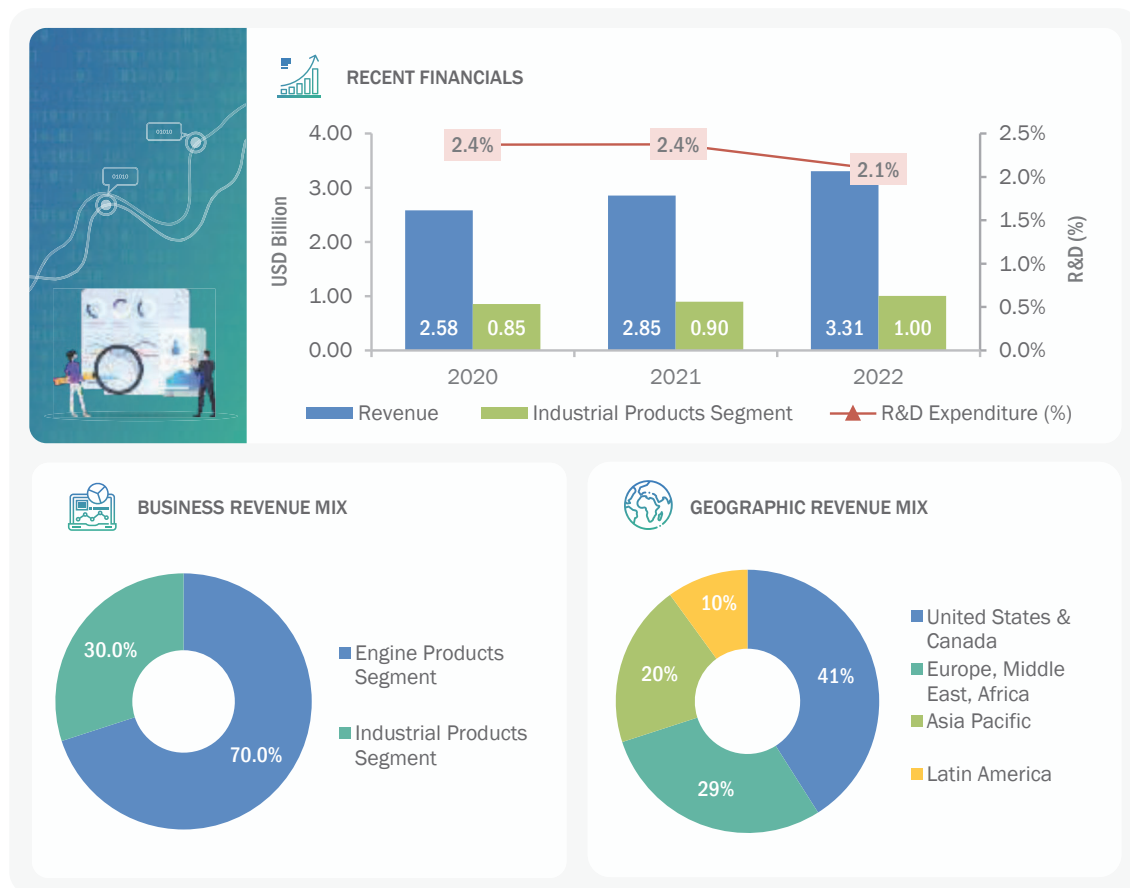 RECENT FINANCIALS
01010
01010
USD Billion
4.00
3.00
2.00
1.00
0.00
2.4%
2.4%
2.1%
2.58
0.85
2.85
0.90
3.31
1.00
2020
2021
2022
2.5%
2.0%
1.5%
1.0%
0.5%
0.0%
R&D (%)
Revenue
Industrial Products Segment
R&D Expenditure (%)
BUSINESS REVENUE MIX
30.0%
70.0%
Engine Products
Segment
Industrial Products
Segment
GEOGRAPHIC REVENUE MIX
10%
41%
20%
29%
United States &
Canada
Europe, Middle
East, Africa
Asia Pacific
Latin America